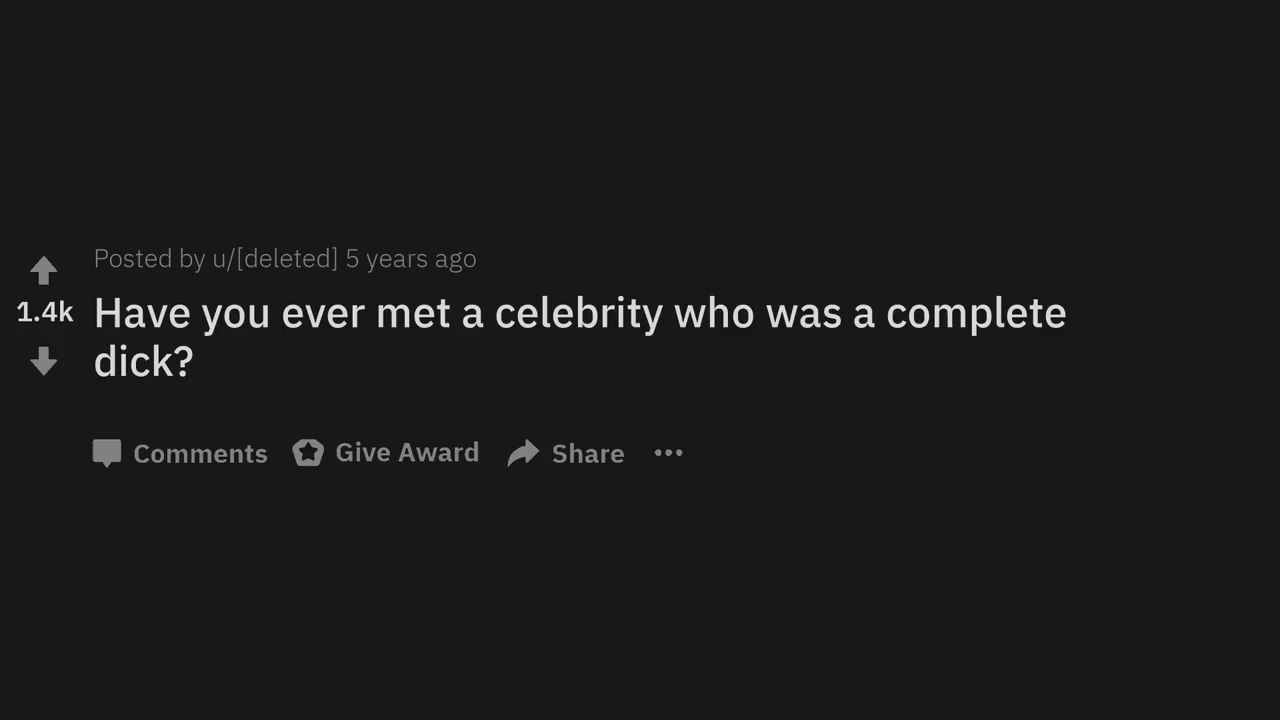 Posted by u/[deleted] 5 years ago
1.4k
Have you ever met a celebrity who was a complete
dick?
Comments Give Award Share •••